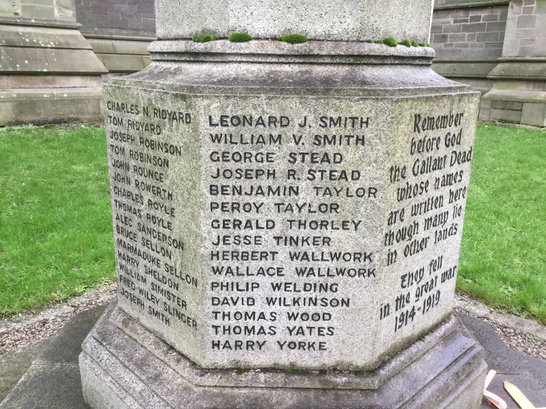 CHARLES N. RIDYARD
TOM RIDYARD
JOSEPH ROBINSON
TOM ROBINSON
JOHN ROUNCE
JOHN ROWERTH
CHARLES ROYLE
THOMAS ROYLE
ALEC SANDERSON
BRUCE SELLON
MARMADUKE SELLON
HARRY SHELDON
WILLIAM SIMISTER
FRED WILBY SLINGER
JOSEPH SMITH
LEONARD J. SMITH
WILLIAM V. SMITH
GEORGE STEAD
JOSEPH R. STEAD
BENJAMIN TAYLOR
PERCY TAYLOR
GERALD THORLEY
JESSE TINKER
HERBERT WALLWORK
WALLACE WALLWORK
PHILIP WELDING
DAVID WILKINSON
THOMAS WOOD
THOMAS YATES
HARRY YORKE
Remember
before God
the Gallant Dead
whose names
are written here
though many lie
in other lands
They fell
in the great war
1914-1919